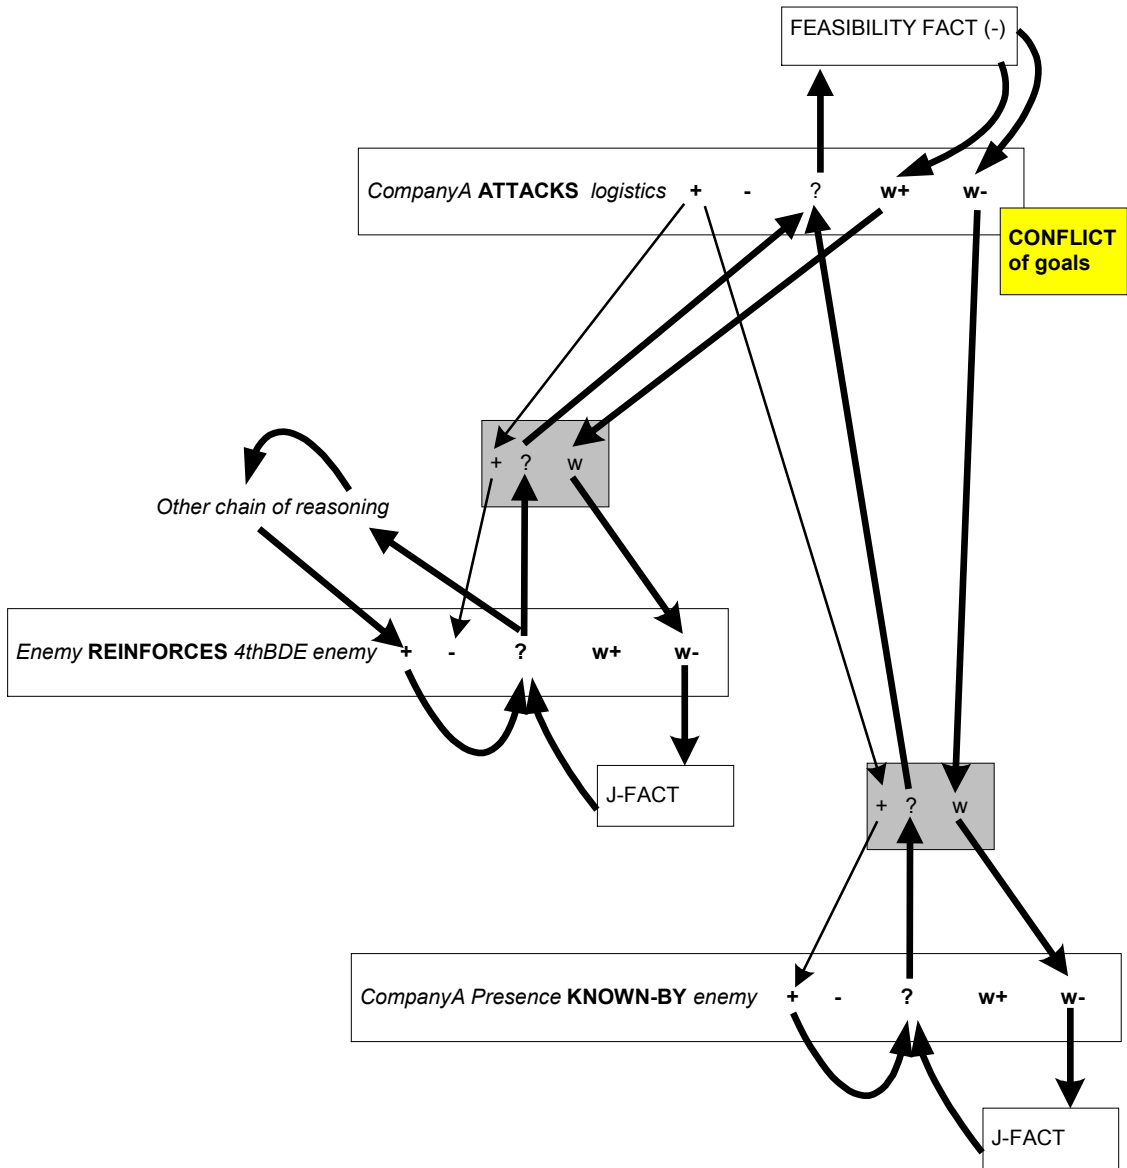 FEASIBILITY FACT (-)
CompanyA ATTACKS logistics + - ? w+ w-
CONFLICT
of goals
+ ? w
Other chain of reasoning
Enemy REINFORCES 4thBDE enemy + - ? w+ w-
J-FACT
+ ? w
CompanyA Presence KNOWN-BY enemy + - ? w+ w-
J-FACT